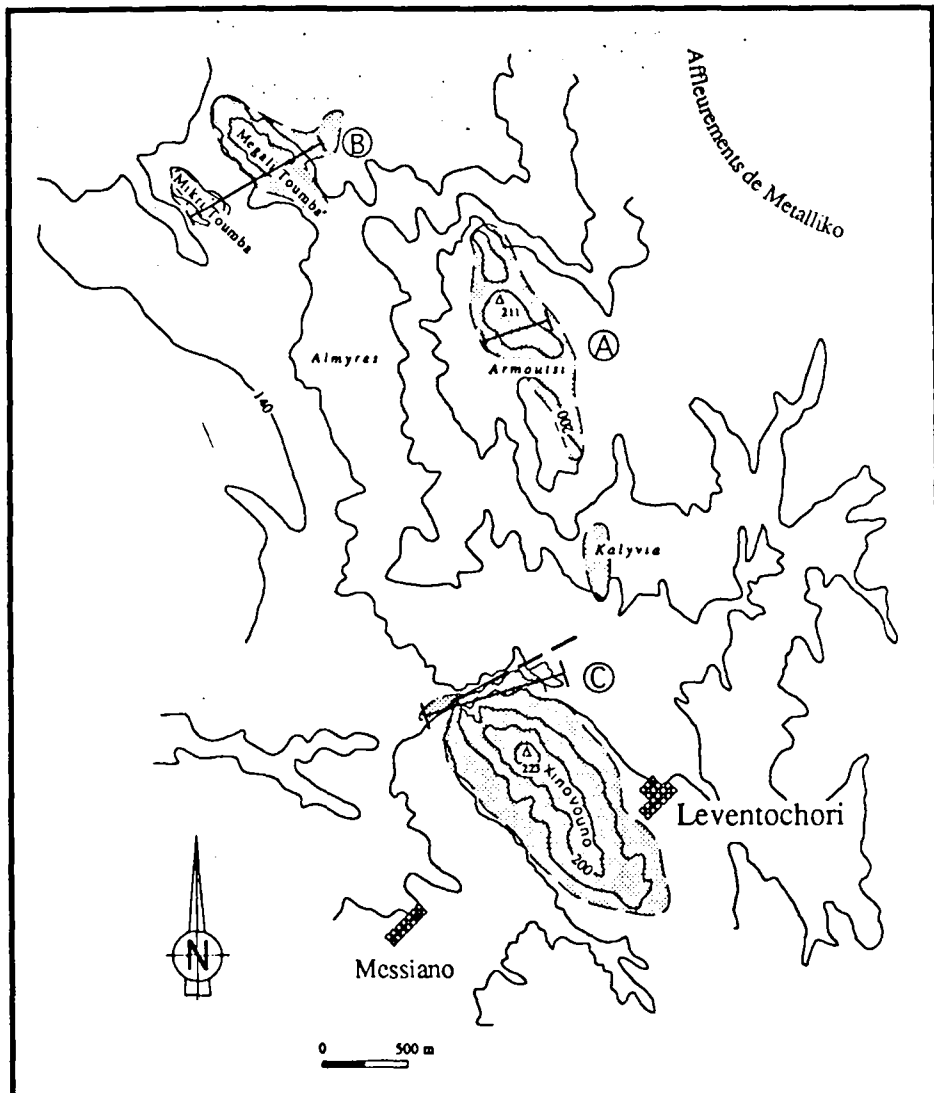 Affleurements de Metalliko
B
Megali Toumba
Mikri Toumba
211
A
Almyras
Armoutsi
140
200
Kalyvia
C
223
Xinovouno
200
Leventochori
N
Messiano
0 500 m